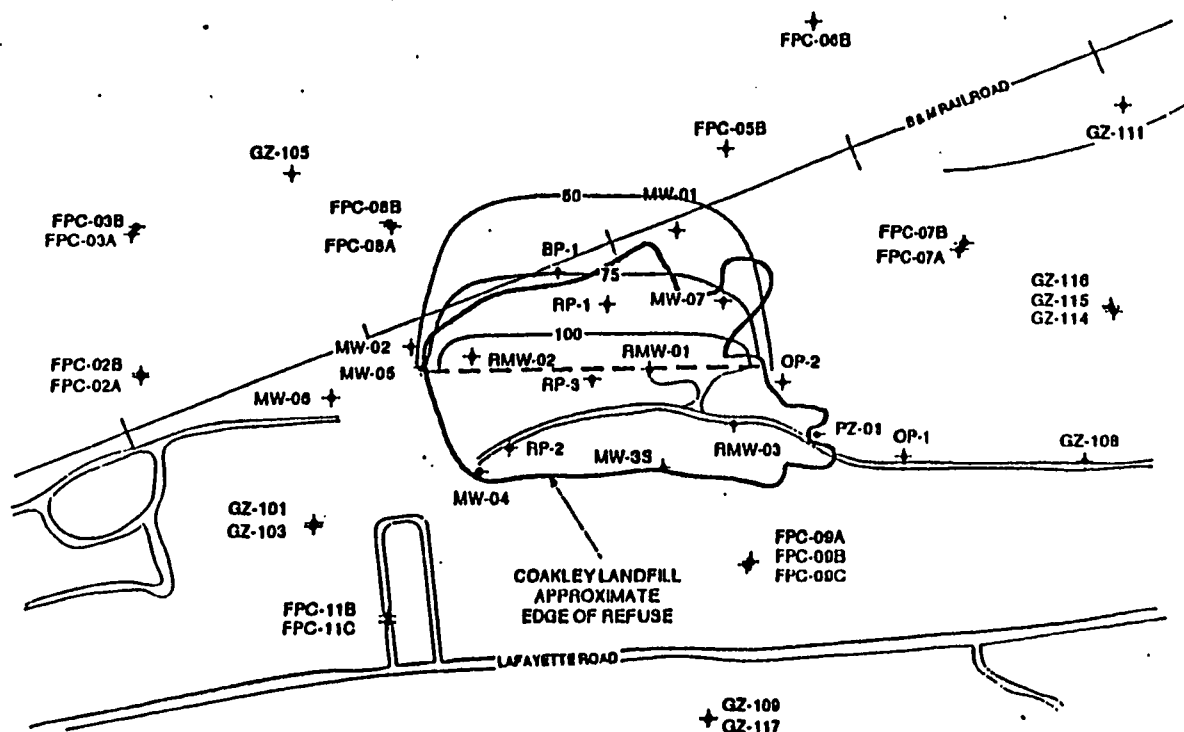 FPC-06B
B&M RAILROAD
FPC-05B
GZ-111
GZ-105
50
MW-01
FPC-03B
FPC-03A
FPC-08B
FPC-08A
FPC-07B
FPC-07A
BP-1
75
RP-1
MW-07
GZ-116
GZ-115
GZ-114
100
MW-02
RMW-02
RMW-01
OP-2
FPC-02B
FPC-02A
MW-05
RP-3
MW-06
PZ-01
OP-1
GZ-108
RP-2
MW-3S
RMW-03
MW-04
GZ-101
GZ-103
FPC-09A
FPC-09B
FPC-09C
COAKLEY LANDFILL
APPROXIMATE
EDGE OF REFUSE
FPC-11B
FPC-11C
LAFAYETTE ROAD
GZ-109
GZ-117